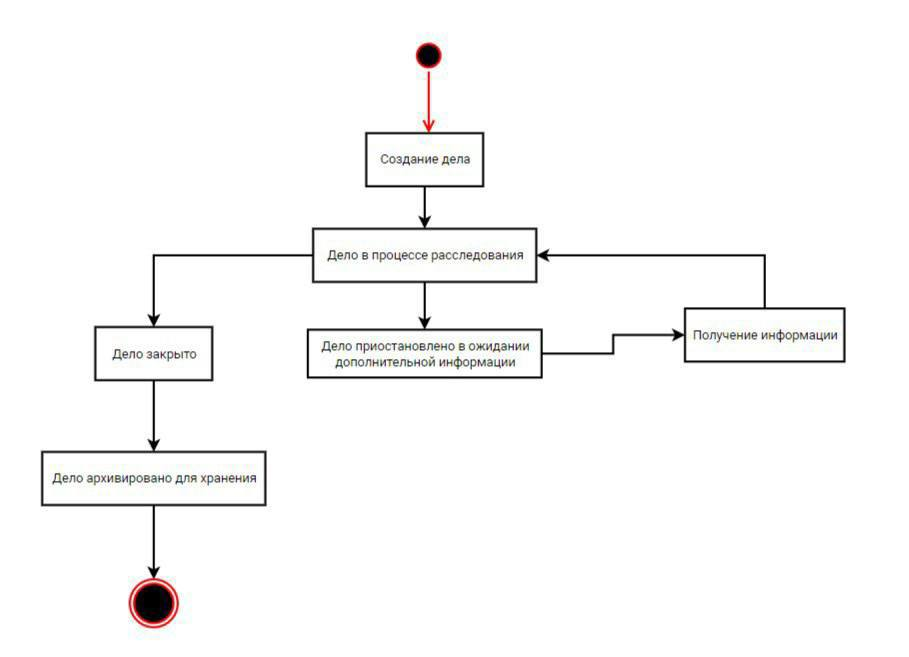 Создание дела
Дело в процессе расследования
Получение информации
Дело закрыто
Дело приостановлено в ожидании
дополнительной информации
Дело архивировано для хранения